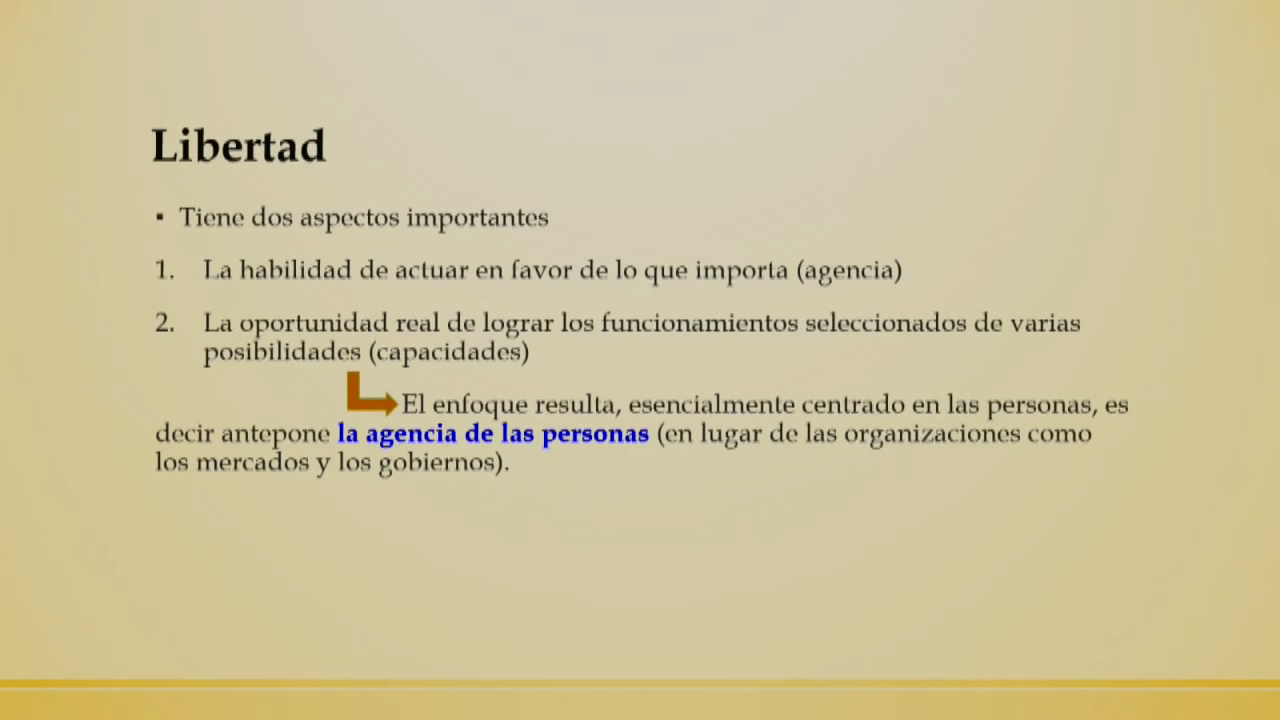 Libertad
▪ Tiene dos aspectos importantes
1. La habilidad de actuar en favor de lo que importa (agencia)
2. La oportunidad real de lograr los funcionamientos seleccionados de varias
posibilidades (capacidades)
El enfoque resulta, esencialmente centrado en las personas, es
decir antepone la agencia de las personas (en lugar de las organizaciones como
los mercados y los gobiernos).